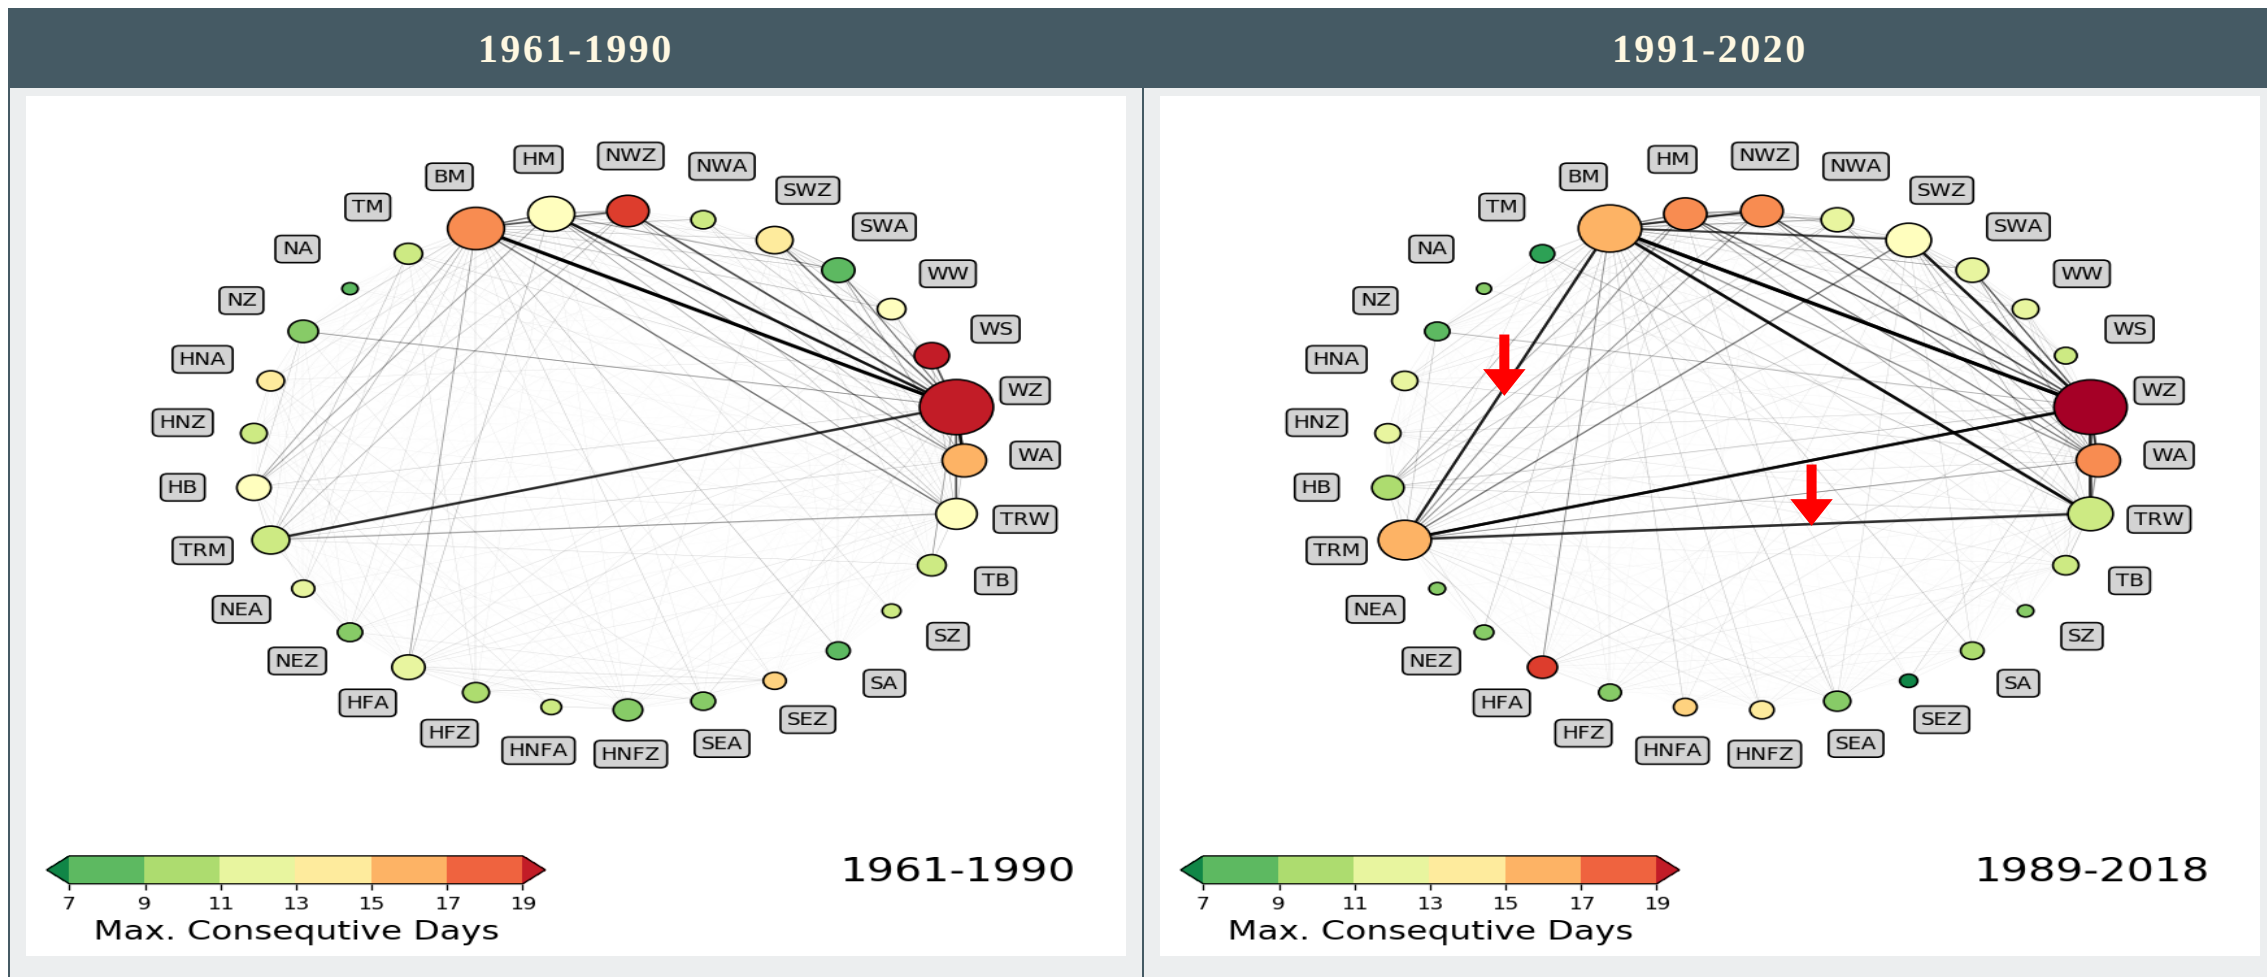 1961-1990
1991-2020
NWZ
HM
NWA
BM
SWZ
TM
SWA
NA
WW
NZ
WS
HNA
WZ
HNZ
WA
HB
TRW
TRM
TB
NEA
SZ
NEZ
SA
HFA
SEZ
HFZ
SEA
HNFA
HNFZ
7 9 11 13 15 17 19
Max. Consequtive Days
1961-1990
NWZ
HM
NWA
BM
SWZ
TM
SWA
NA
WW
NZ
WS
HNA
WZ
HNZ
WA
HB
TRW
TRM
TB
NEA
SZ
NEZ
SA
HFA
SEZ
HFZ
SEA
HNFA
HNFZ
7 9 11 13 15 17 19
Max. Consequtive Days
1989-2018